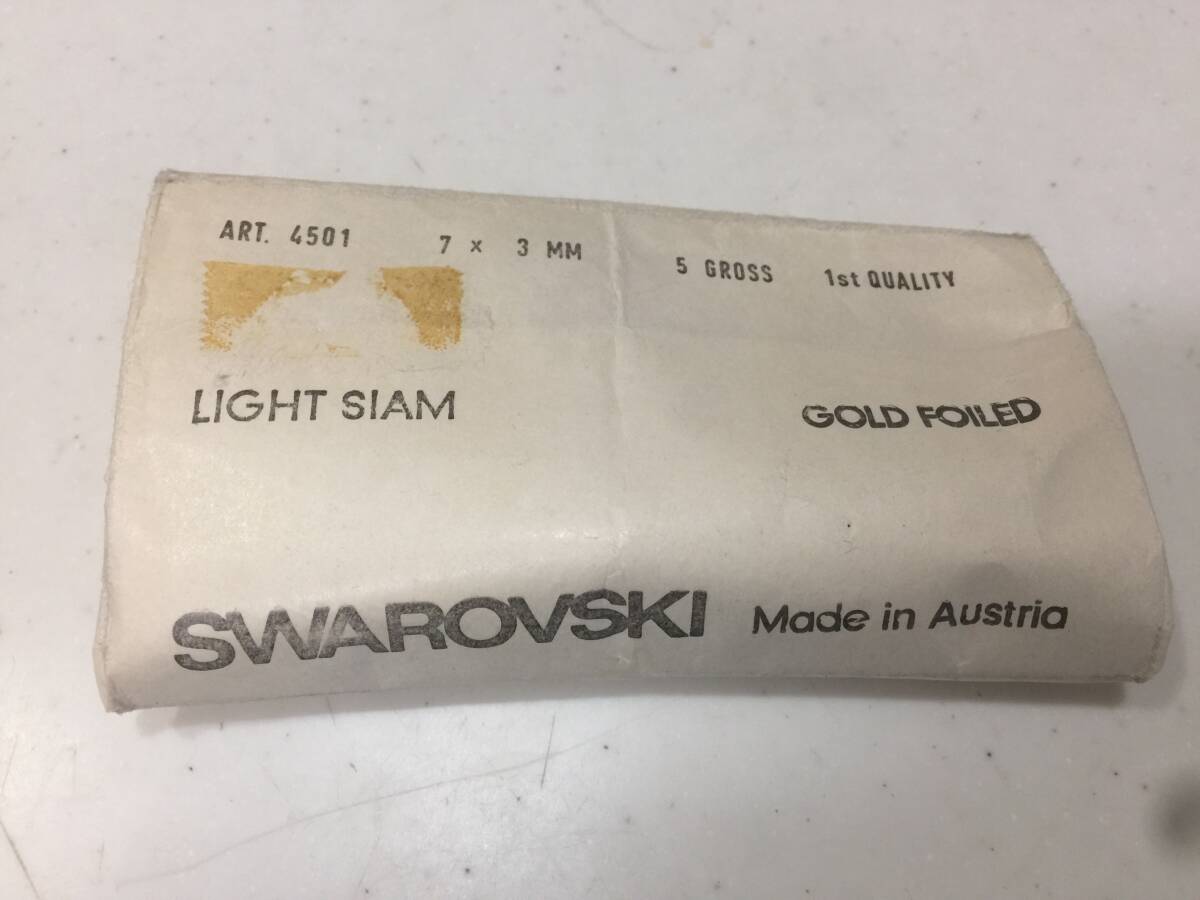 ART. 4501 7 x 3 MM 5 GROSS 1st QUALITY
LIGHT SIAM GOLD FOILED
SWAROVSKI Made in Austria